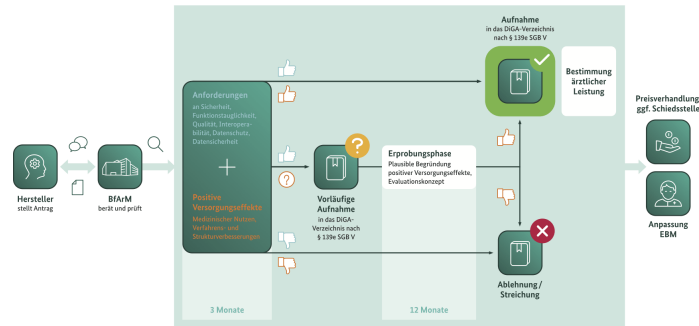 Hersteller
stellt Antrag
BfArM
berät und prüft
Anforderungen
an Sicherheit,
Funktionstauglichkeit,
Qualität, Interopera-
bilität, Datenschutz,
Datensicherheit
Positive
Versorgungseffekte
Medizinischer Nutzen,
Verfahrens- und
Strukturverbesserungen
3 Monate
?
?
Vorläufige
Aufnahme
in das DiGA-
Verzeichnis nach
§ 139e SGB V
Erprobungsphase
Plausible Begründung
positiver Versorgungseffekte,
Evaluationskonzept
12 Monate
Aufnahme
in das DiGA-Verzeichnis
nach § 139e SGB V
Bestimmung
ärztlicher
Leistung
Ablehnung /
Streichung
Preisverhandlung
ggf. Schiedsstelle
Anpassung
EBM